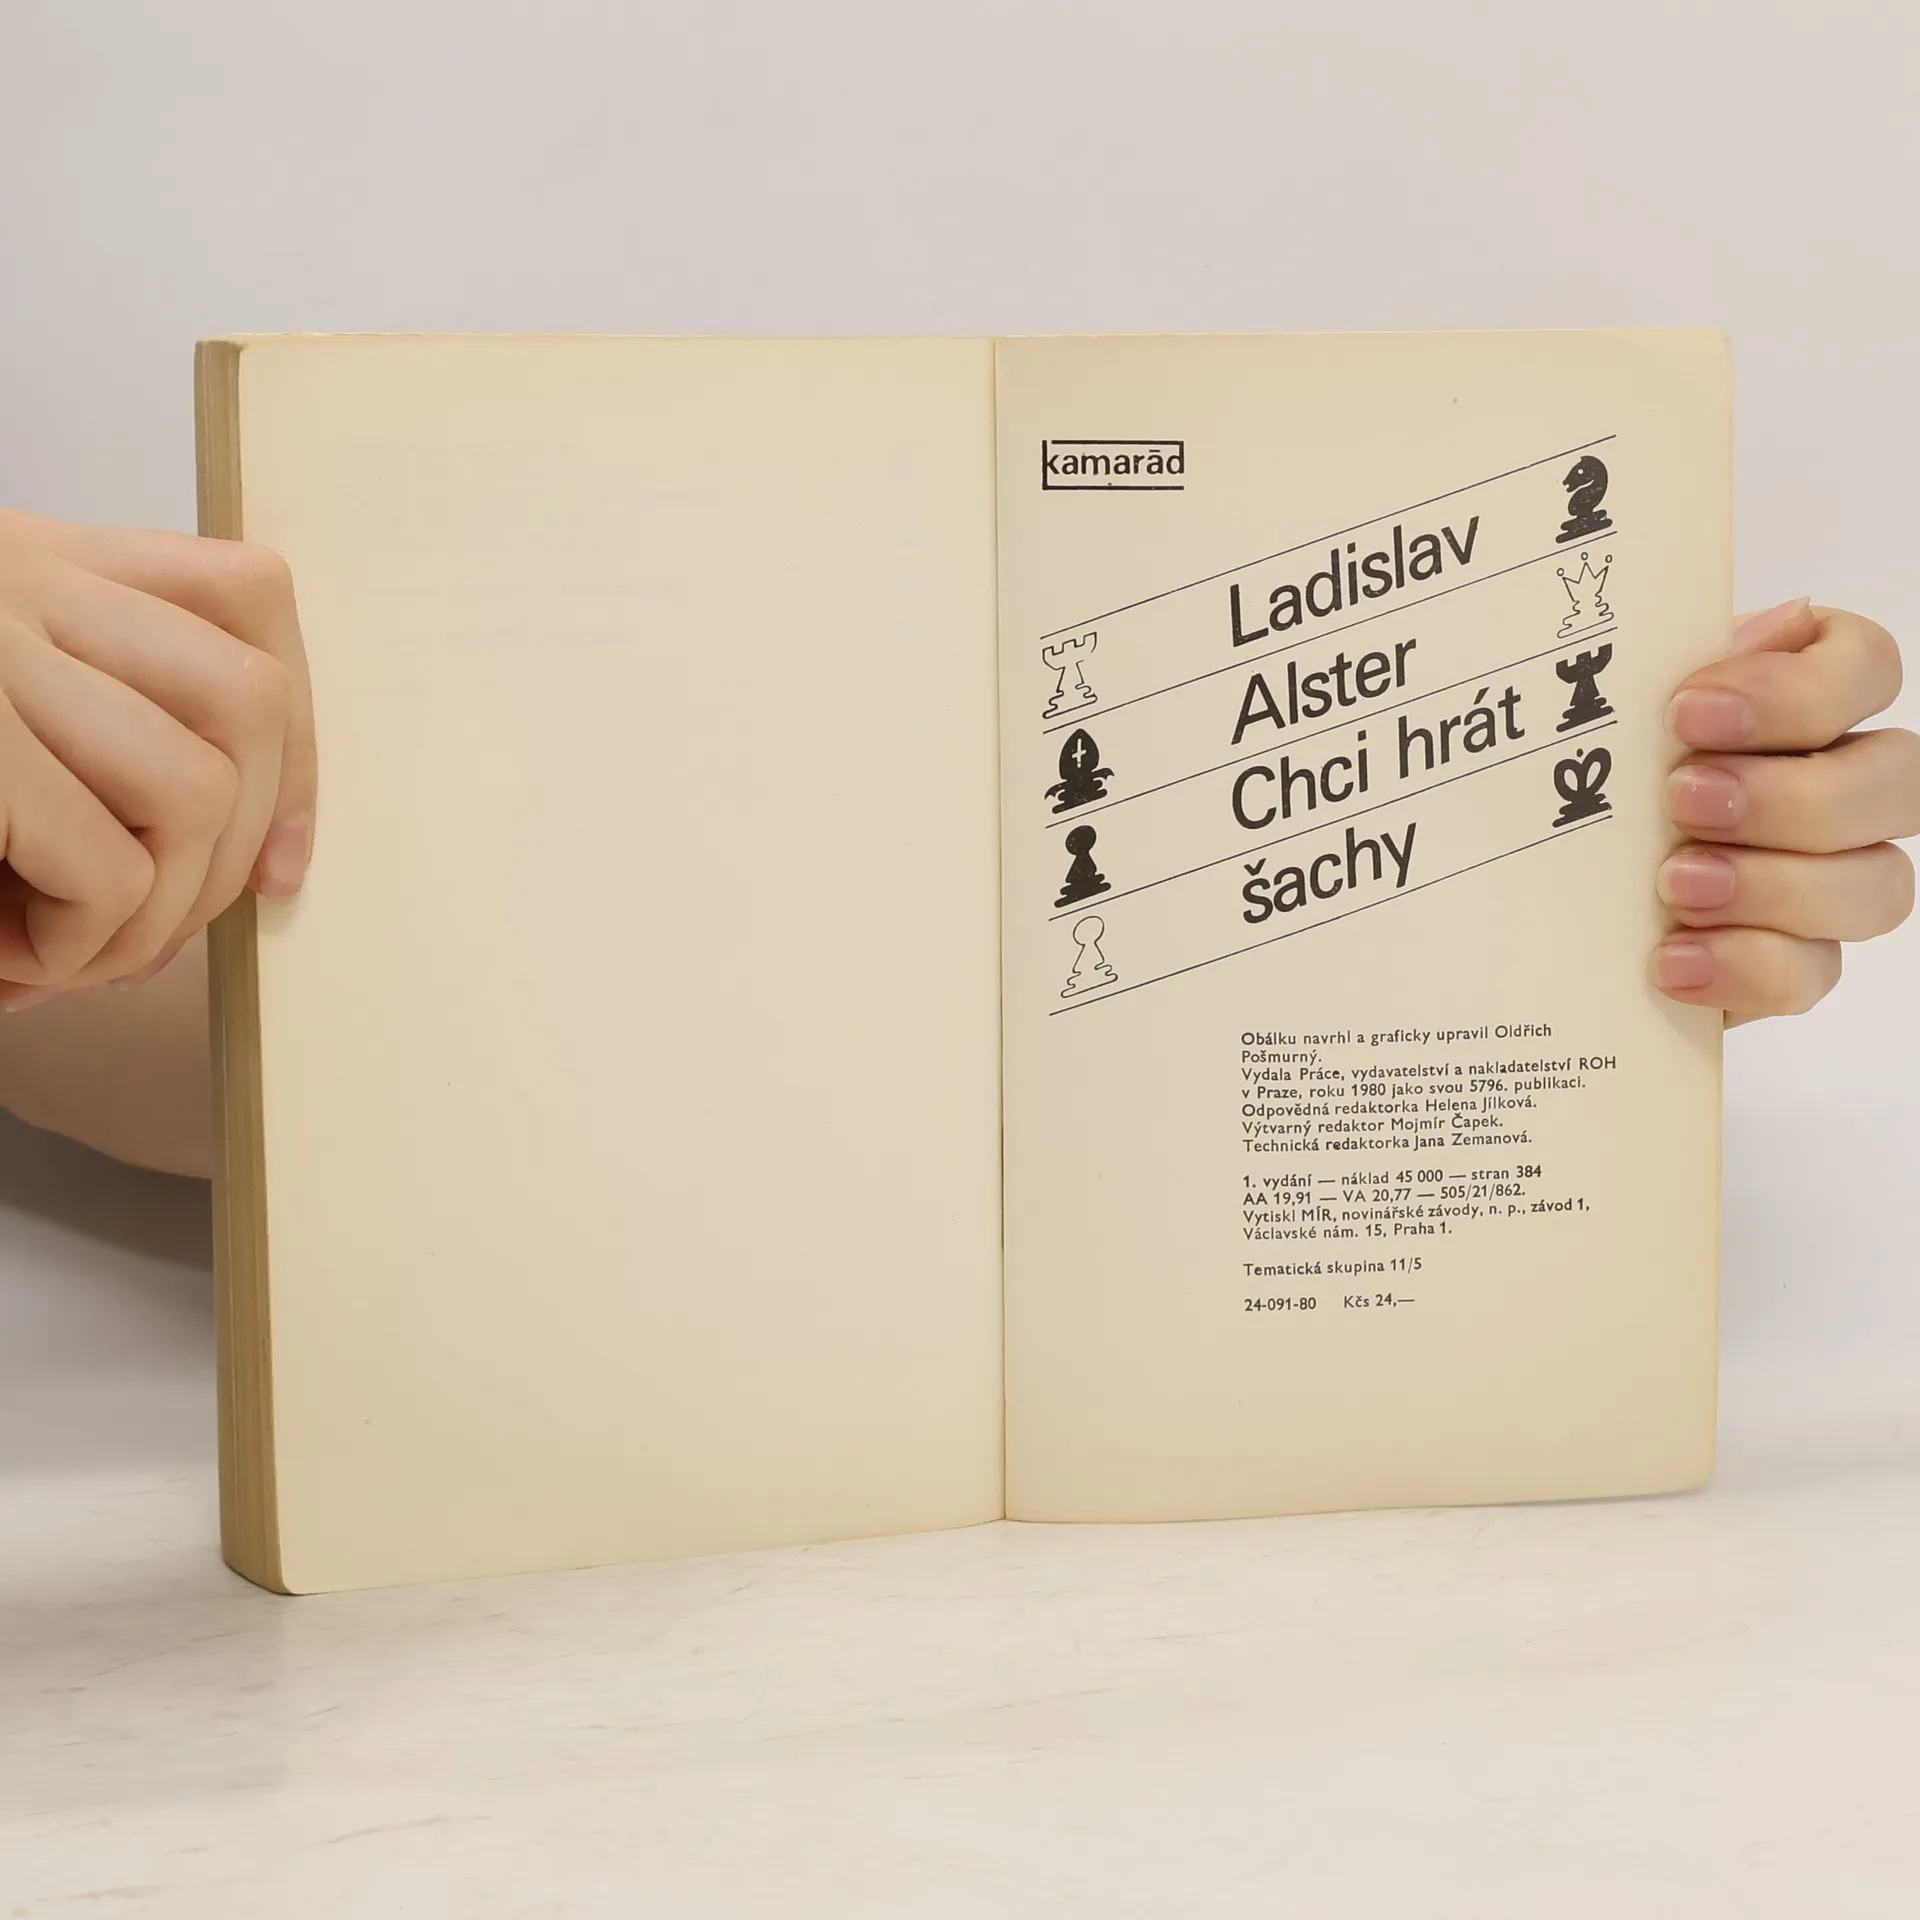 kamarād
Ladislav
Alster
Chci hrát
šachy
Obálku navrhl a graficky upravil Oldřich
Pošmurný.
Vydala Práce, vydavatelství a nakladatelství ROH
v Praze, roku 1980 jako svou 5796. publikaci.
Odpovědná redaktorka Helena Jílková.
Výtvarný redaktor Mojmír Čapek.
Technická redaktorka Jana Zemanová.
1. vydání — náklad 45 000 — stran 384
AA 19,91 — VA 20,77 — 505/21/862.
Vytiskl MÍR, novinářské závody, n. p., závod 1,
Václavské nám. 15, Praha 1.
Tematická skupina 11/5
24-091-80 Kčs 24,—